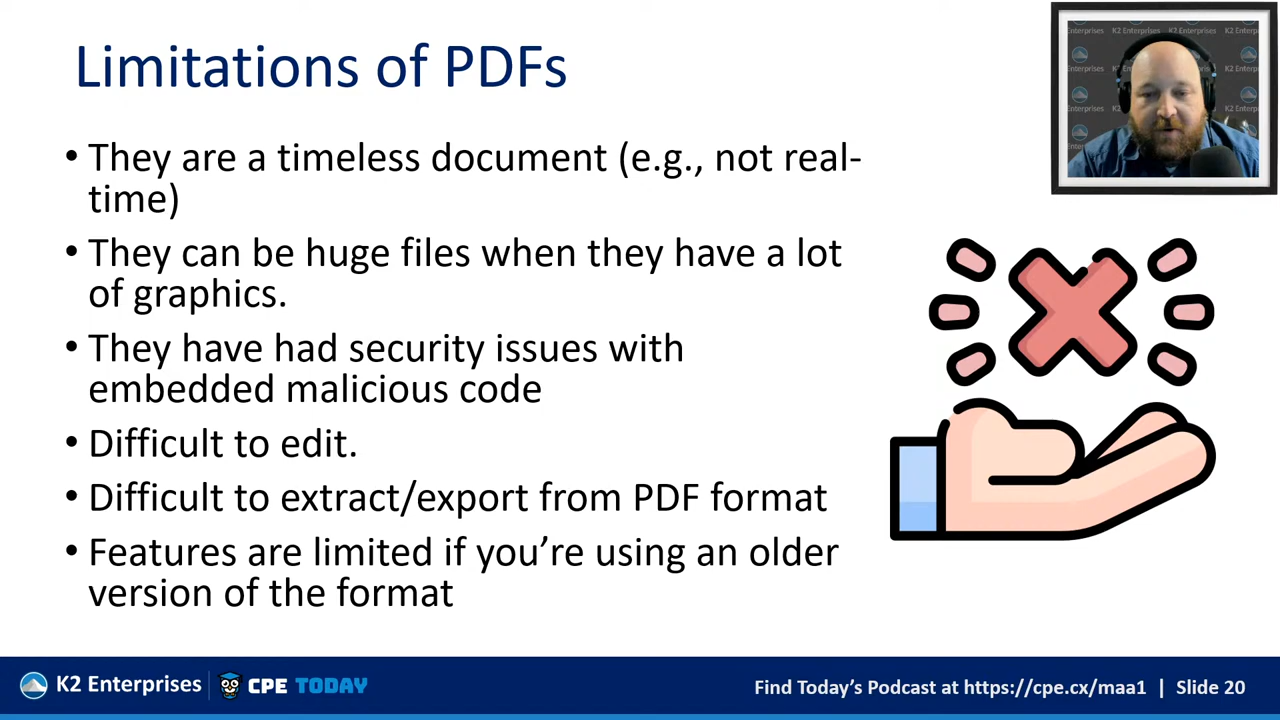 Limitations of PDFs
• They are a timeless document (e.g., not real-
time)
• They can be huge files when they have a lot
of graphics.
• They have had security issues with
embedded malicious code
• Difficult to edit.
• Difficult to extract/export from PDF format
• Features are limited if you’re using an older
version of the format
K2 Enterprises
CPE TODAY
Find Today’s Podcast at https://cpe.cx/maa1 | Slide 20